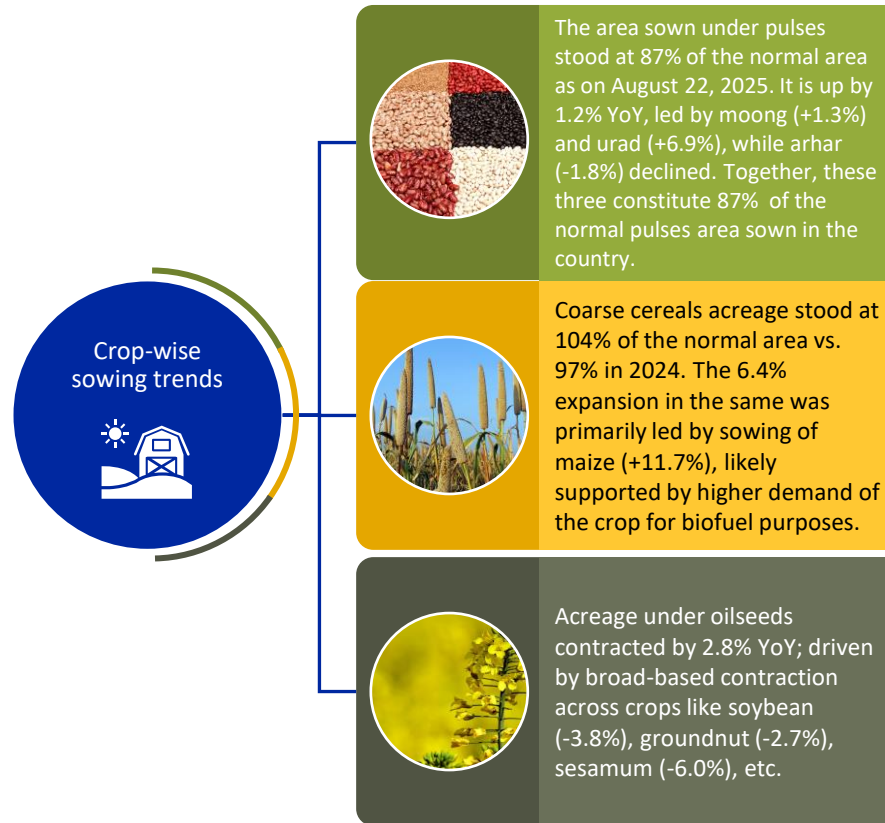 Crop-wise
sowing trends
The area sown under pulses
stood at 87% of the normal area
as on August 22, 2025. It is up by
1.2% YoY, led by moong (+1.3%)
and urad (+6.9%), while arhar
(-1.8%) declined. Together, these
three constitute 87% of the
normal pulses area sown in the
country.
Coarse cereals acreage stood at
104% of the normal area vs.
97% in 2024. The 6.4%
expansion in the same was
primarily led by sowing of
maize (+11.7%), likely
supported by higher demand of
the crop for biofuel purposes.
Acreage under oilseeds
contracted by 2.8% YoY; driven
by broad-based contraction
across crops like soybean
(-3.8%), groundnut (-2.7%),
sesamum (-6.0%), etc.